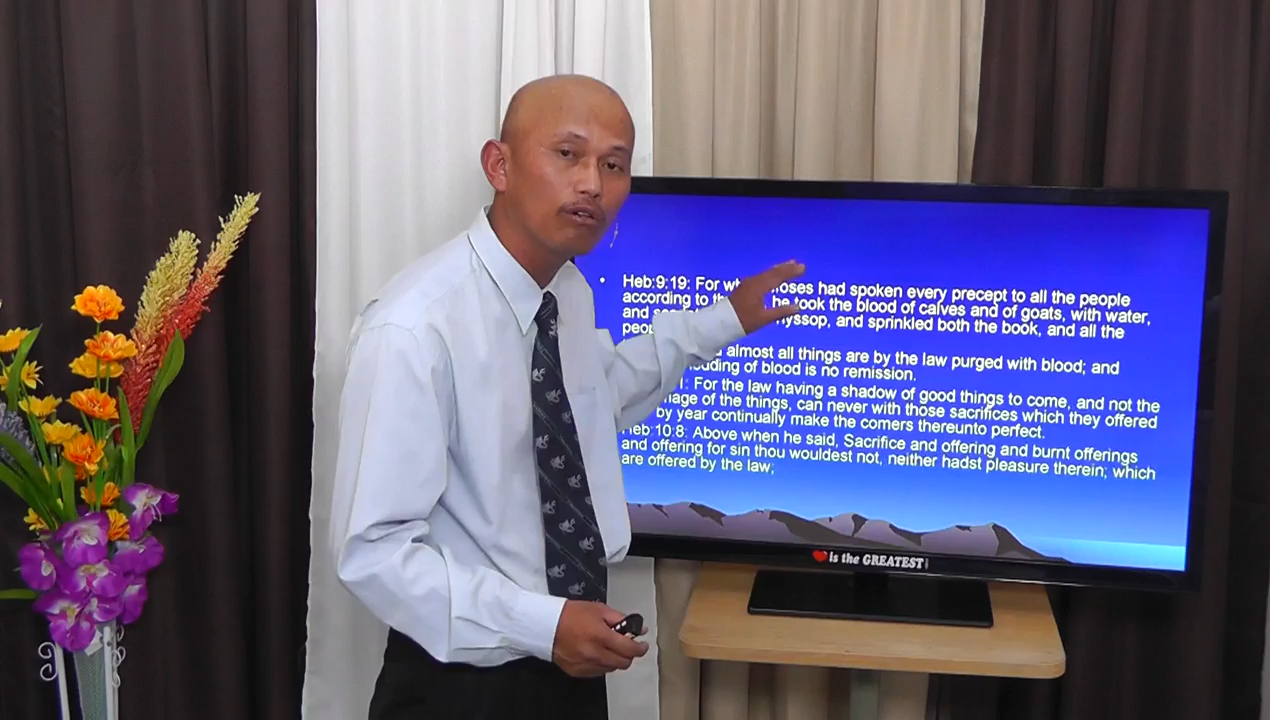 • Heb:9:19: For oses had spoken every precept to all the people
according to he took the blood of calves and of goats, with water,
and hyssop, and sprinkled both the book, and all the
almost all things are by the law purged with blood; and
of blood is no remission.
1: For the law having a shadow of good things to come, and not the
of the things, can never with those sacrifices which they offered
by year continually make the comers thereunto perfect.
Heb:10:8: Above when he said, Sacrifice and offering and burnt offerings
and offering for sin thou wouldest not, neither hadst pleasure therein; which
are offered by the law;
❤ is the GREATEST!